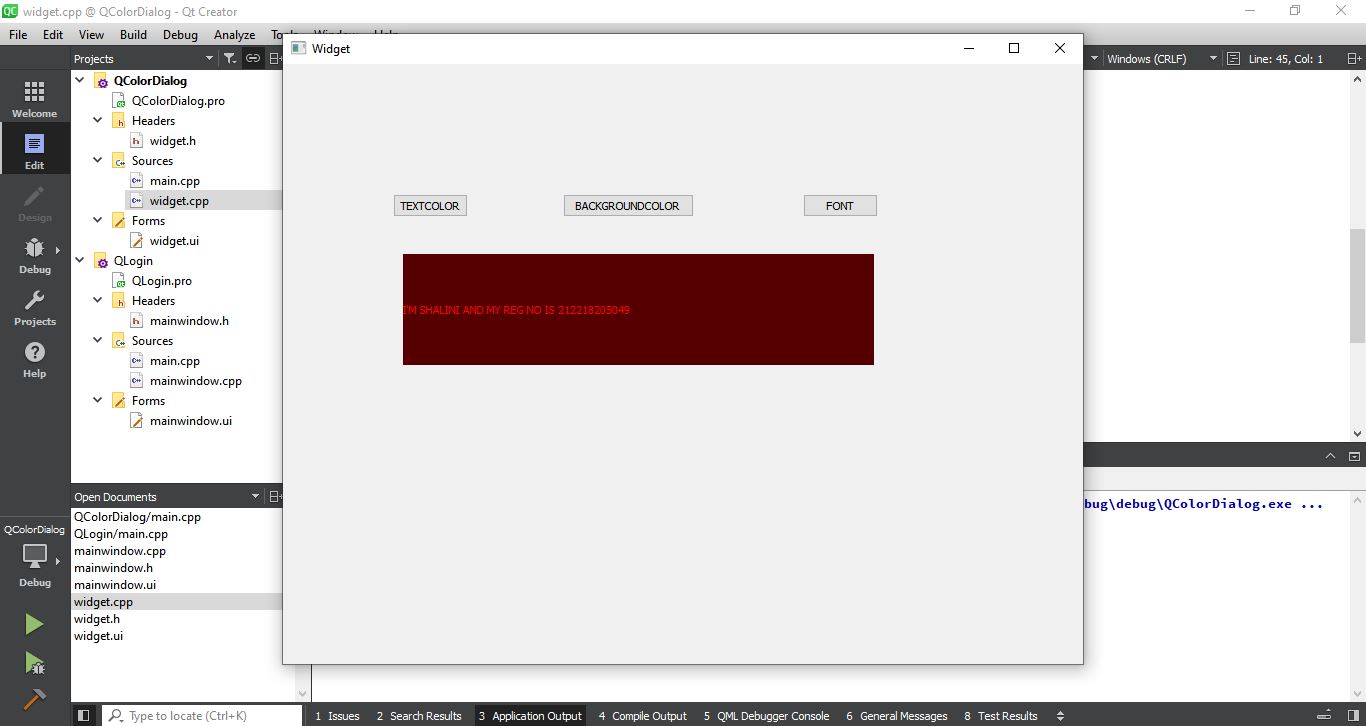 widget.cpp @ QColorDialog - Qt Creator
File Edit View Build Debug Analyze
Widget
Projects
Windows (CRLF) Line: 45, Col: 1
Welcome
Edit
Design
Debug
Projects
Help
QColorDialog
QColorDialog.pro
Headers
widget.h
Sources
main.cpp
widget.cpp
Forms
widget.ui
QLogin
QLogin.pro
Headers
mainwindow.h
Sources
main.cpp
mainwindow.cpp
Forms
mainwindow.ui
TEXTCOLOR BACKGROUNDCOLOR FONT
I'M SHALINI AND MY REG NO IS 212218205049
Open Documents
QColorDialog/main.cpp
QLogin/main.cpp
mainwindow.cpp
mainwindow.h
mainwindow.ui
widget.cpp
widget.h
widget.ui
bug\debug\QColorDialog.exe ...
QColorDialog
Debug
Type to locate (Ctrl+K) 1 Issues 2 Search Results 3 Application Output 4 Compile Output 5 QML Debugger Console 6 General Messages 8 Test Results